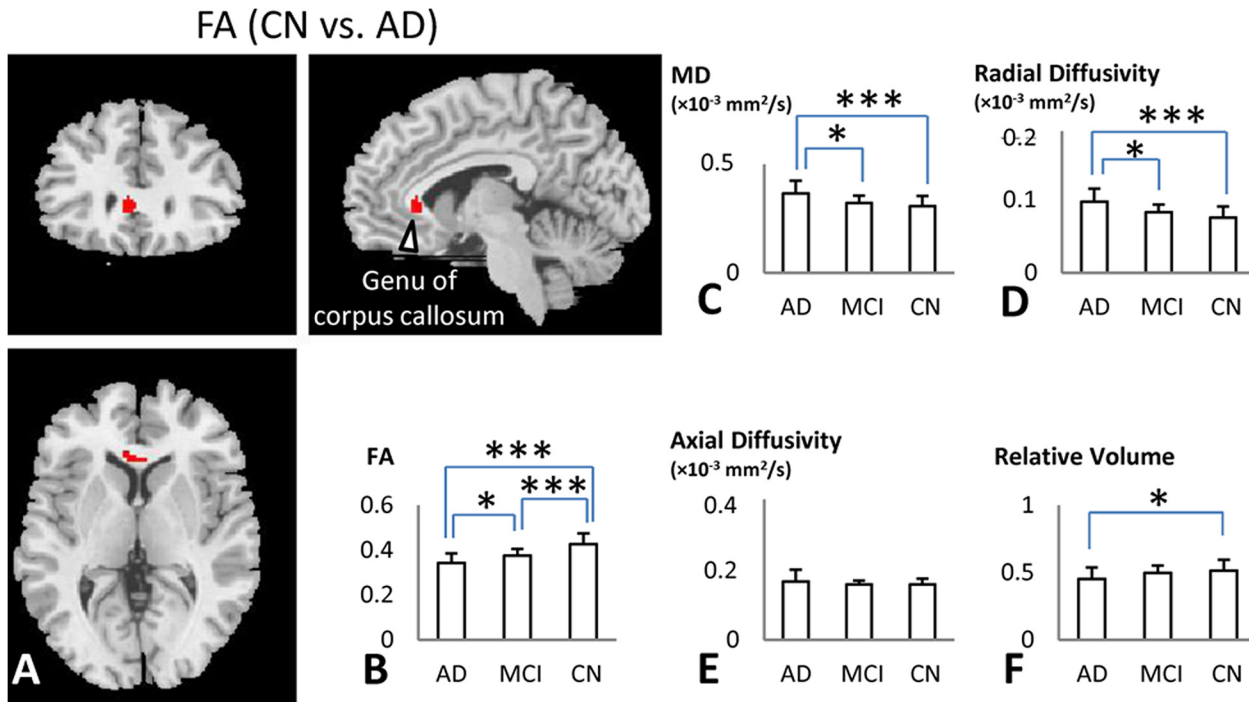 FA (CN vs. AD)
Genu of
corpus callosum
A
FA
***
*
***
0.6
0.4
0.2
0
AD MCI CN
B
MD
(×10⁻³ mm²/s)
***
*
0.5
0
AD MCI CN
C
Radial Diffusivity
(×10⁻³ mm²/s)
***
*
0.2
0.1
0
AD MCI CN
D
Axial Diffusivity
(×10⁻³ mm²/s)
0.4
0.2
0
AD MCI CN
E
Relative Volume
*
1
0.5
0
AD MCI CN
F